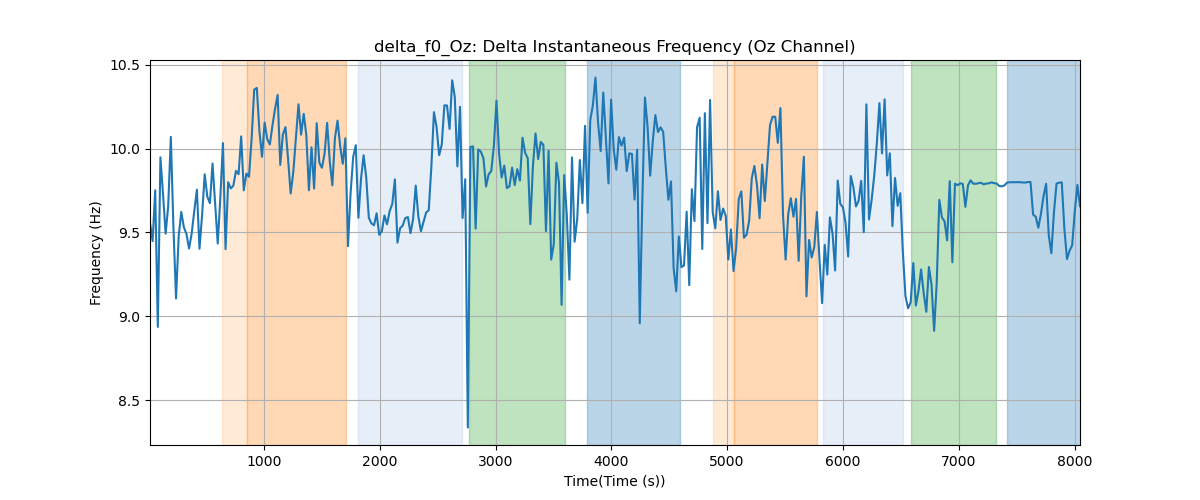 delta_f0_Oz: Delta Instantaneous Frequency (Oz Channel)
Frequency (Hz)
10.5
10.0
9.5
9.0
8.5
1000 2000 3000 4000 5000 6000 7000 8000
Time(Time (s))